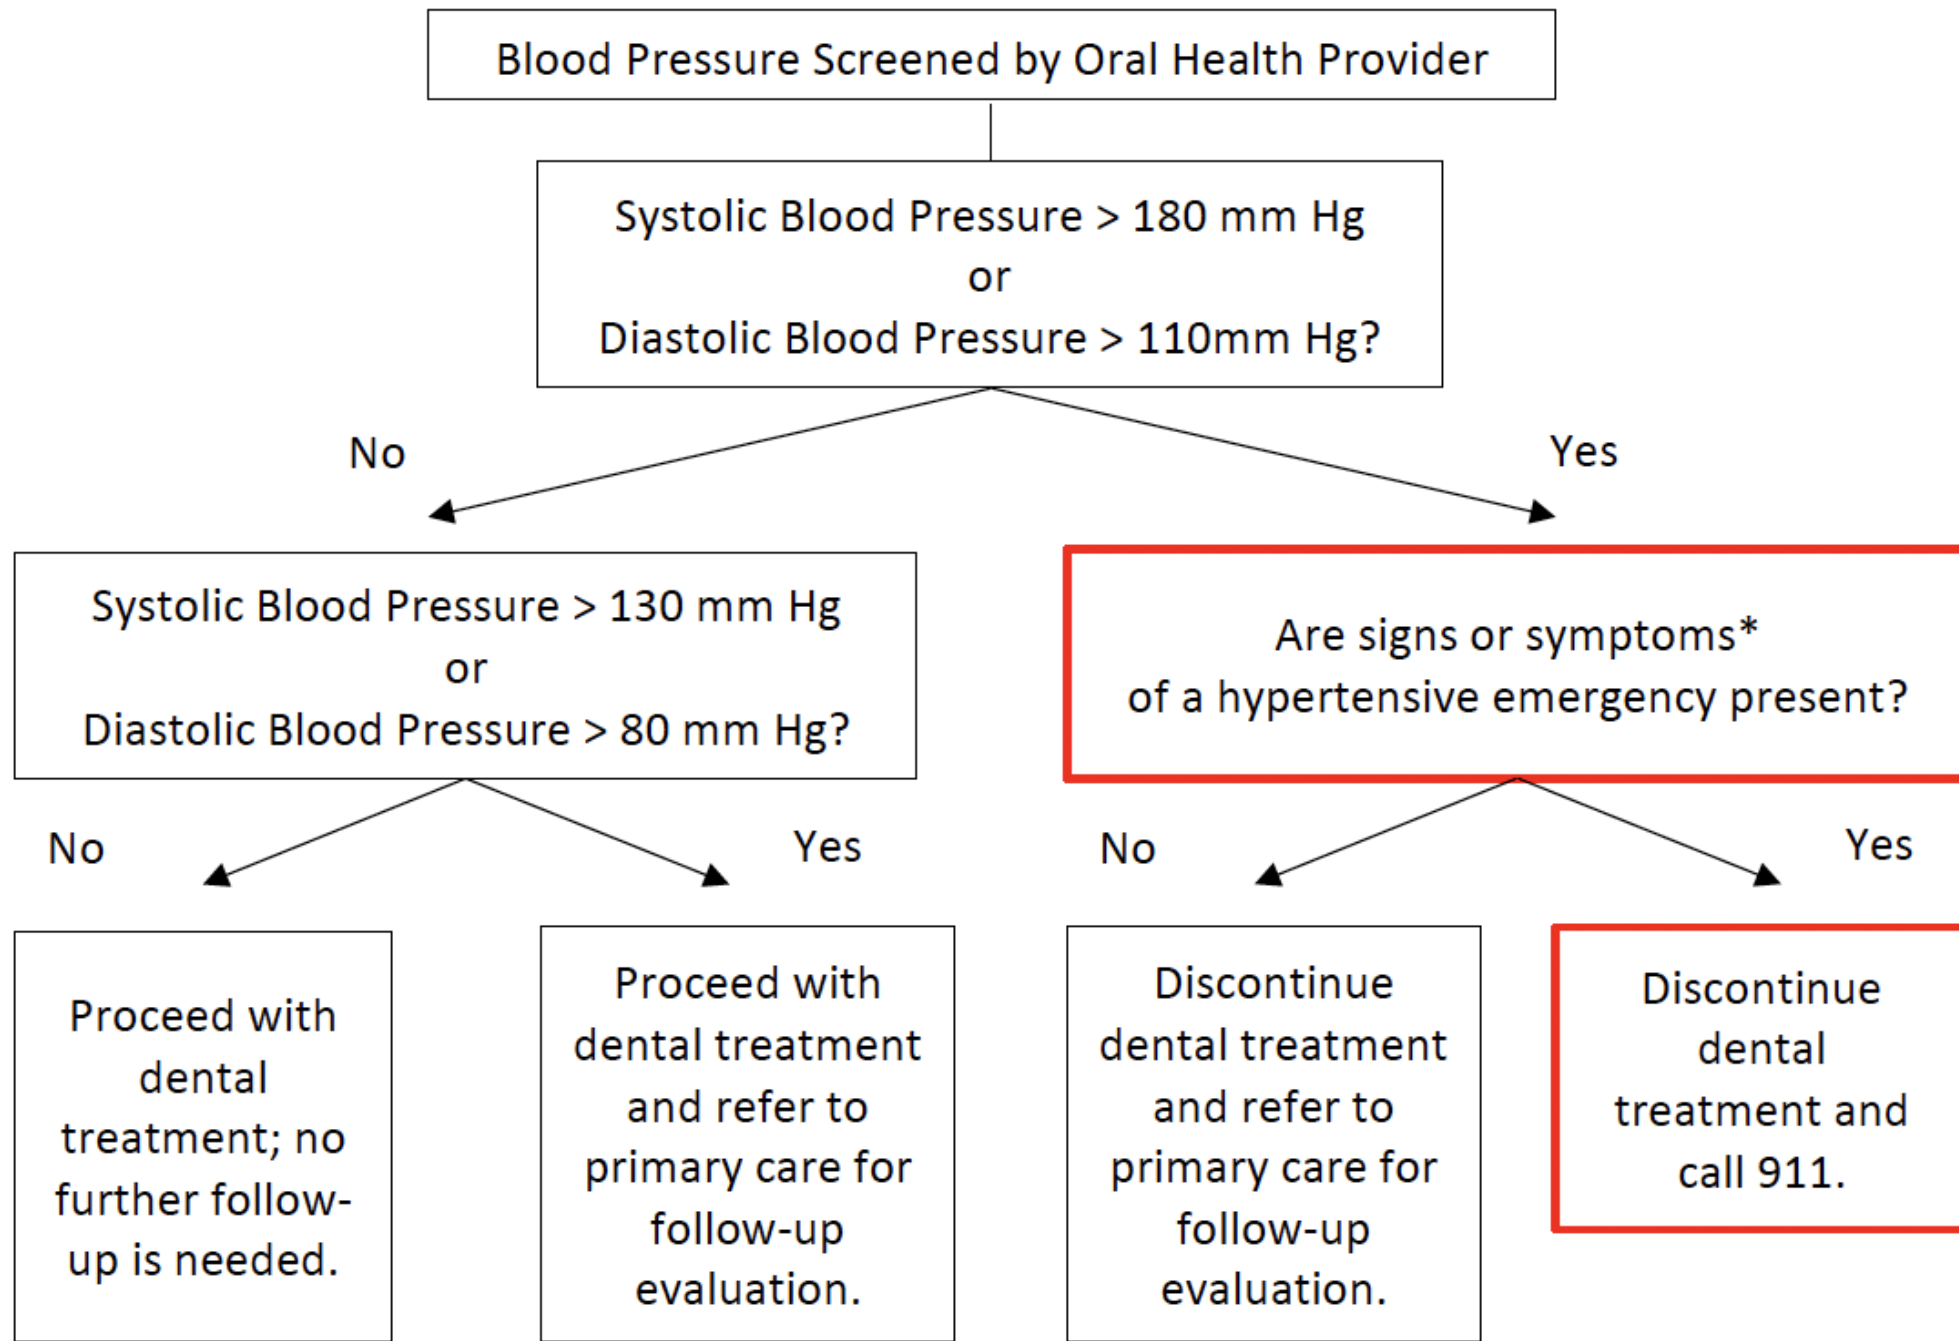 Blood Pressure Screened by Oral Health Provider
Systolic Blood Pressure > 180 mm Hg
or
Diastolic Blood Pressure > 110mm Hg?
No
Yes
Systolic Blood Pressure > 130 mm Hg
or
Diastolic Blood Pressure > 80 mm Hg?
Are signs or symptoms*
of a hypertensive emergency present?
No
Yes
No
Yes
Proceed with
dental
treatment; no
further follow-
up is needed.
Proceed with
dental treatment
and refer to
primary care for
follow-up
evaluation.
Discontinue
dental treatment
and refer to
primary care for
follow-up
evaluation.
Discontinue
dental
treatment and
call 911.